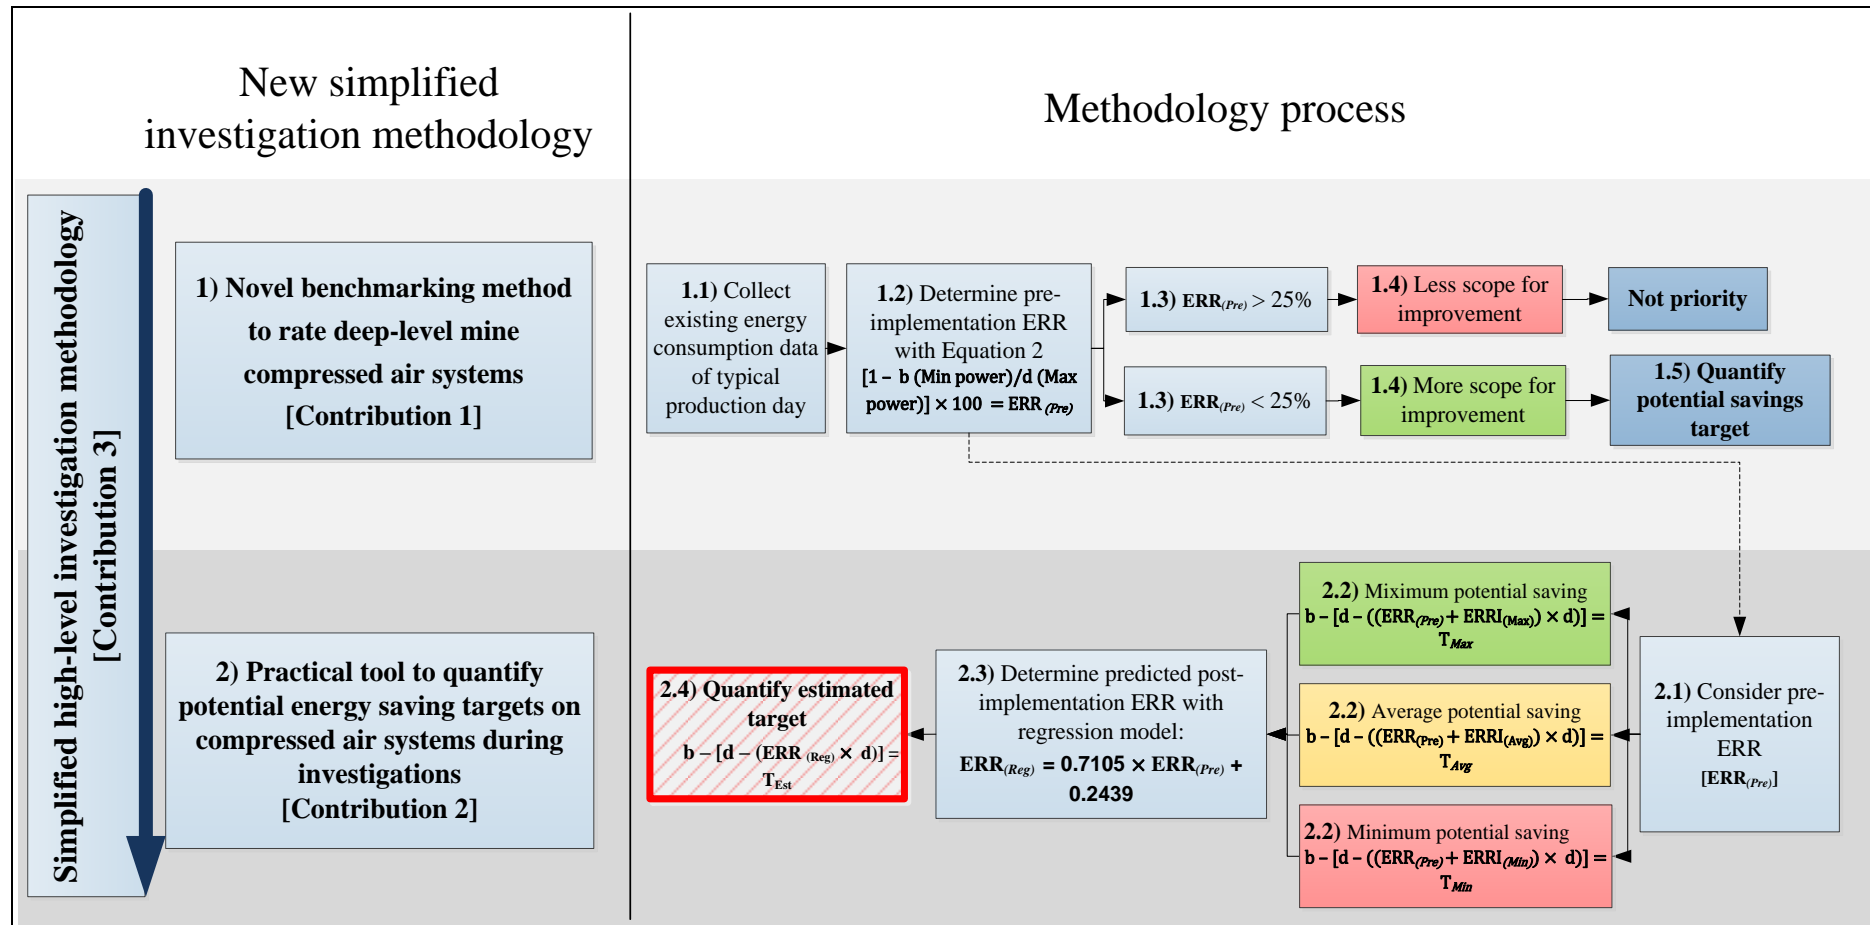 New simplified
investigation methodology
Methodology process
Simplified high-level investigation methodology
[Contribution 3]
1) Novel benchmarking method
to rate deep-level mine
compressed air systems
[Contribution 1]
1.1) Collect
existing energy
consumption data
of typical
production day
1.2) Determine pre-
implementation ERR
with Equation 2
[1 – b (Min power)/d (Max
power)] × 100 = ERR (Pre)
1.3) ERR(Pre) > 25%
1.4) Less scope for
improvement
Not priority
1.3) ERR(Pre) < 25%
1.4) More scope for
improvement
1.5) Quantify
potential savings
target
2) Practical tool to quantify
potential energy saving targets on
compressed air systems during
investigations
[Contribution 2]
2.4) Quantify estimated
target
b – [d – (ERR (Reg) × d)] =
TEst
2.3) Determine predicted post-
implementation ERR with
regression model:
ERR(Reg) = 0.7105 × ERR(Pre) +
0.2439
2.2) Miximum potential saving
b – [d – ((ERR(Pre) + ERRI(Max)) × d)] =
TMax
2.2) Average potential saving
b – [d – ((ERR(Pre) + ERRI(Avg)) × d)] =
TAvg
2.2) Minimum potential saving
b – [d – ((ERR(Pre) + ERRI(Min)) × d)] =
TMin
2.1) Consider pre-
implementation
ERR
[ERR(Pre)]